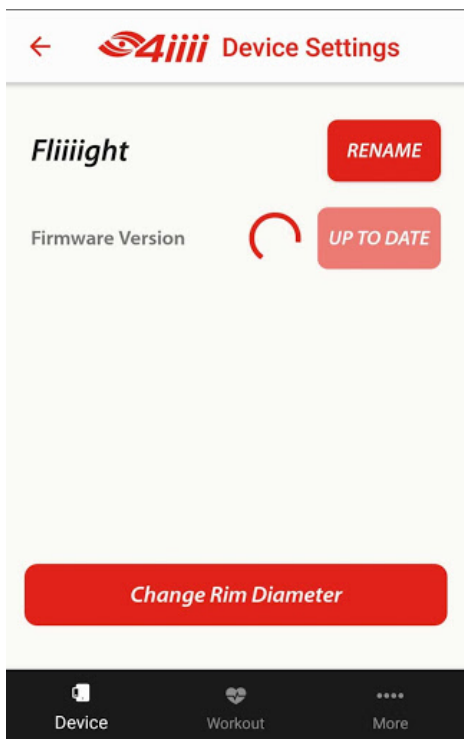 4iiii Device Settings
Fliiiight
RENAME
Firmware Version
UP TO DATE
Change Rim Diameter
Device
Workout
More